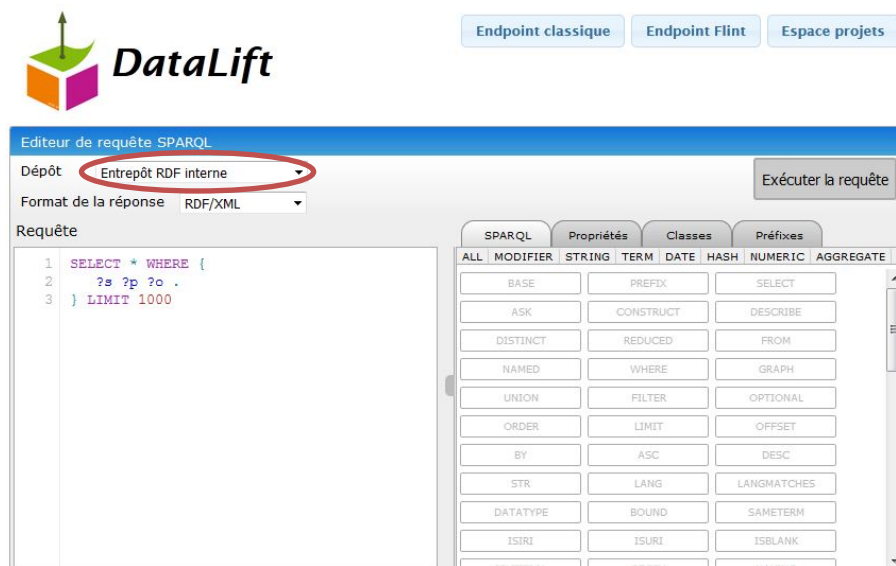 Endpoint classique Endpoint Flint Espace projets
DataLift
Editeur de requête SPARQL
Dépôt Entrepôt RDF interne
Exécuter la requête
Format de la réponse RDF/XML
Requête
SPARQL Propriétés Classes Préfixes
ALL MODIFIER STRING TERM DATE HASH NUMERIC AGGREGATE
1 SELECT * WHERE {
2 ?s ?p ?o .
3 } LIMIT 1000
BASE PREFIX SELECT
ASK CONSTRUCT DESCRIBE
DISTINCT REDUCED FROM
NAMED WHERE GRAPH
UNION FILTER OPTIONAL
ORDER LIMIT OFFSET
BY ASC DESC
STR LANG LANGMATCHES
DATATYPE BOUND SAMETERM
ISIRI ISURI ISBLANK